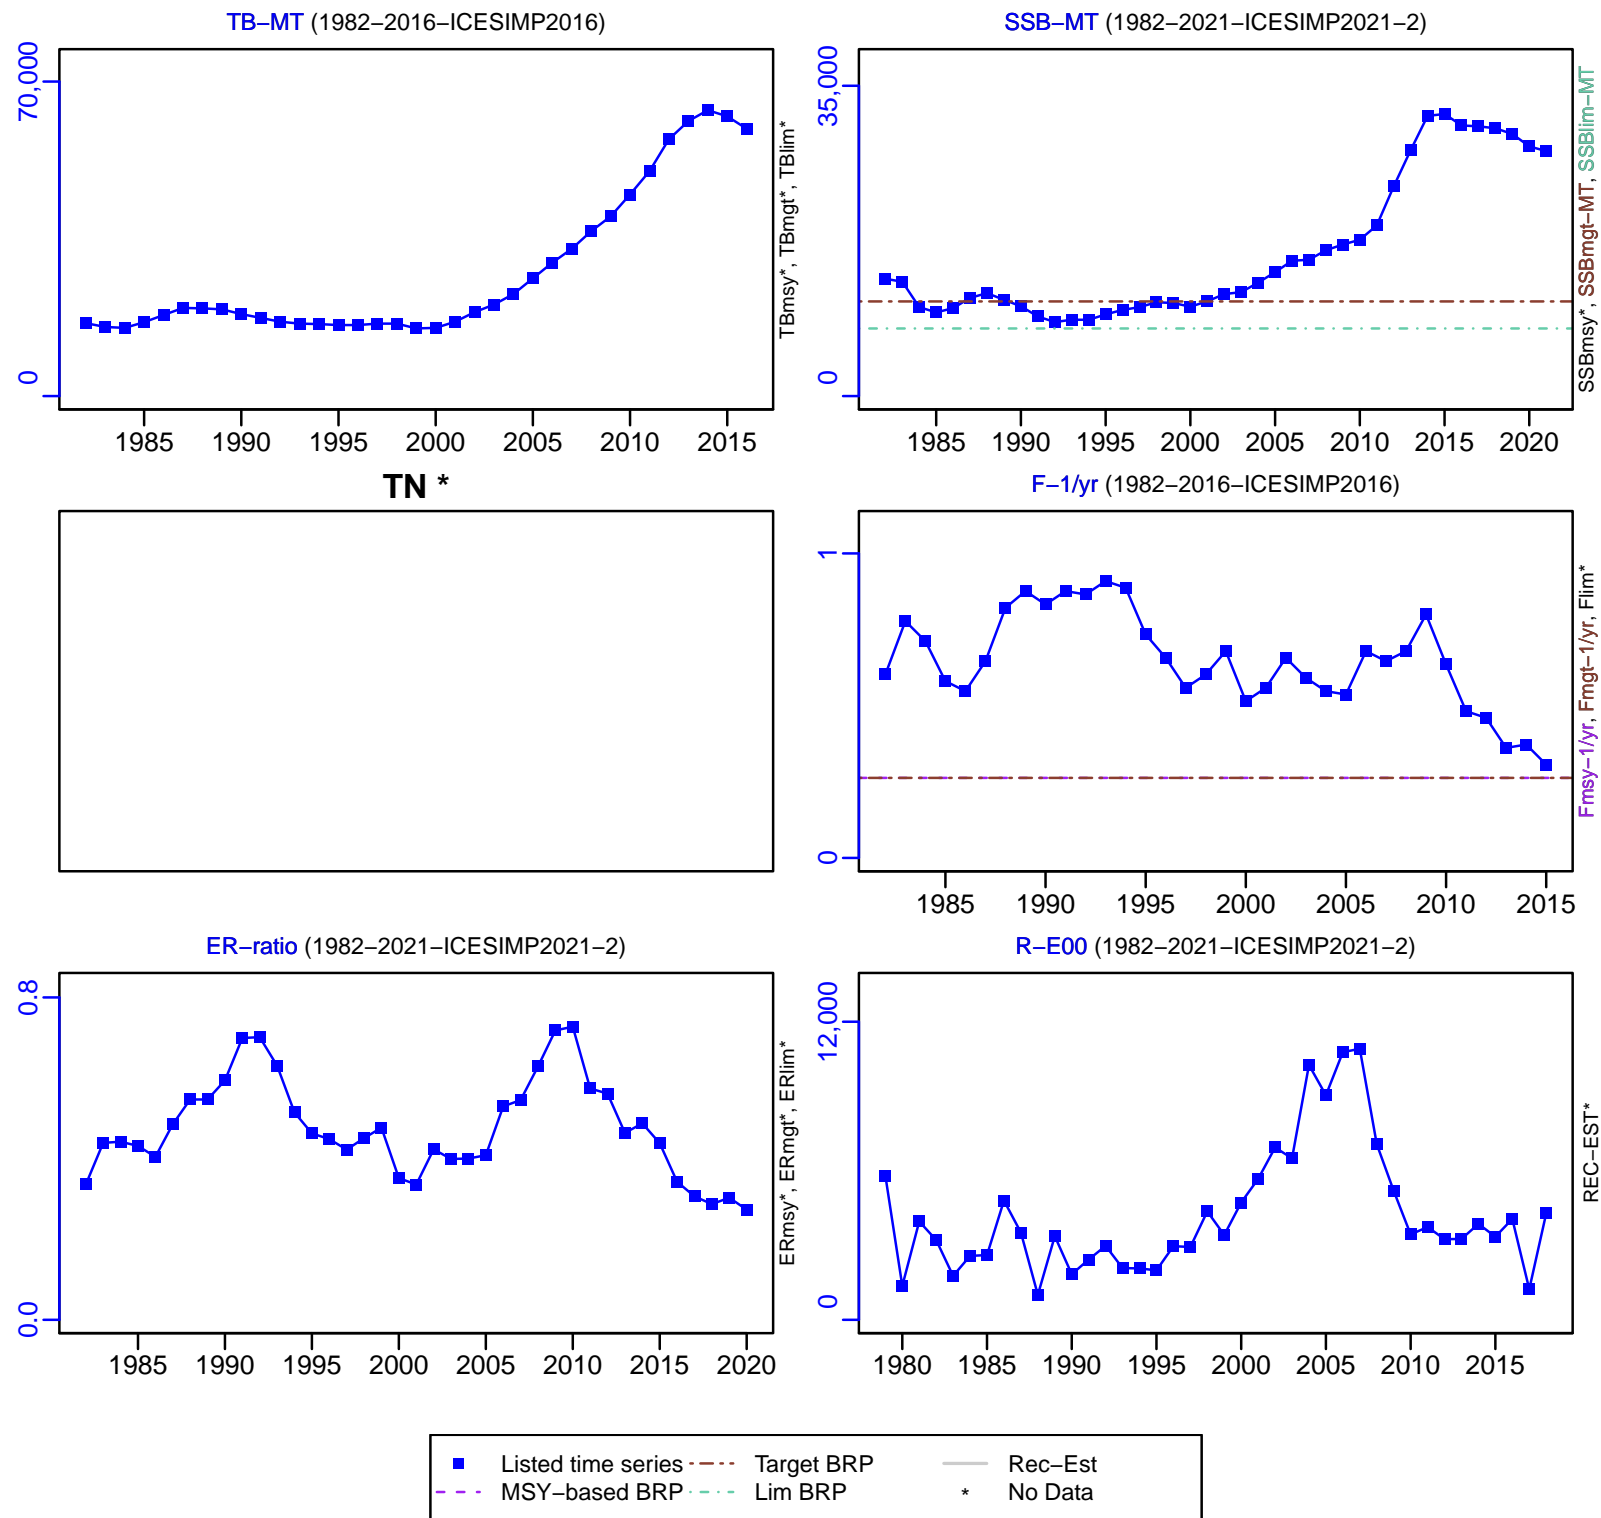 TB−MT (1982−2016−ICESIMP2016)
70,000
0
TBmsy*, TBmgt*, TBlim*
1985 1990 1995 2000 2005 2010 2015
SSB−MT (1982−2021−ICESIMP2021−2)
35,000
0
SSBmsy*, SSBmgt−MT, SSBlim−MT
1985 1990 1995 2000 2005 2010 2015 2020
TN *
F−1/yr (1982−2016−ICESIMP2016)
1
0
Fmsy−1/yr, Fmgt−1/yr, Flim*
1985 1990 1995 2000 2005 2010 2015
ER−ratio (1982−2021−ICESIMP2021−2)
0.8
0.0
ERmsy*, ERmgt*, ERlim*
1985 1990 1995 2000 2005 2010 2015 2020
R−E00 (1982−2021−ICESIMP2021−2)
12,000
0
REC−EST*
1980 1985 1990 1995 2000 2005 2010 2015
Listed time series Target BRP Rec−Est
MSY−based BRP Lim BRP * No Data